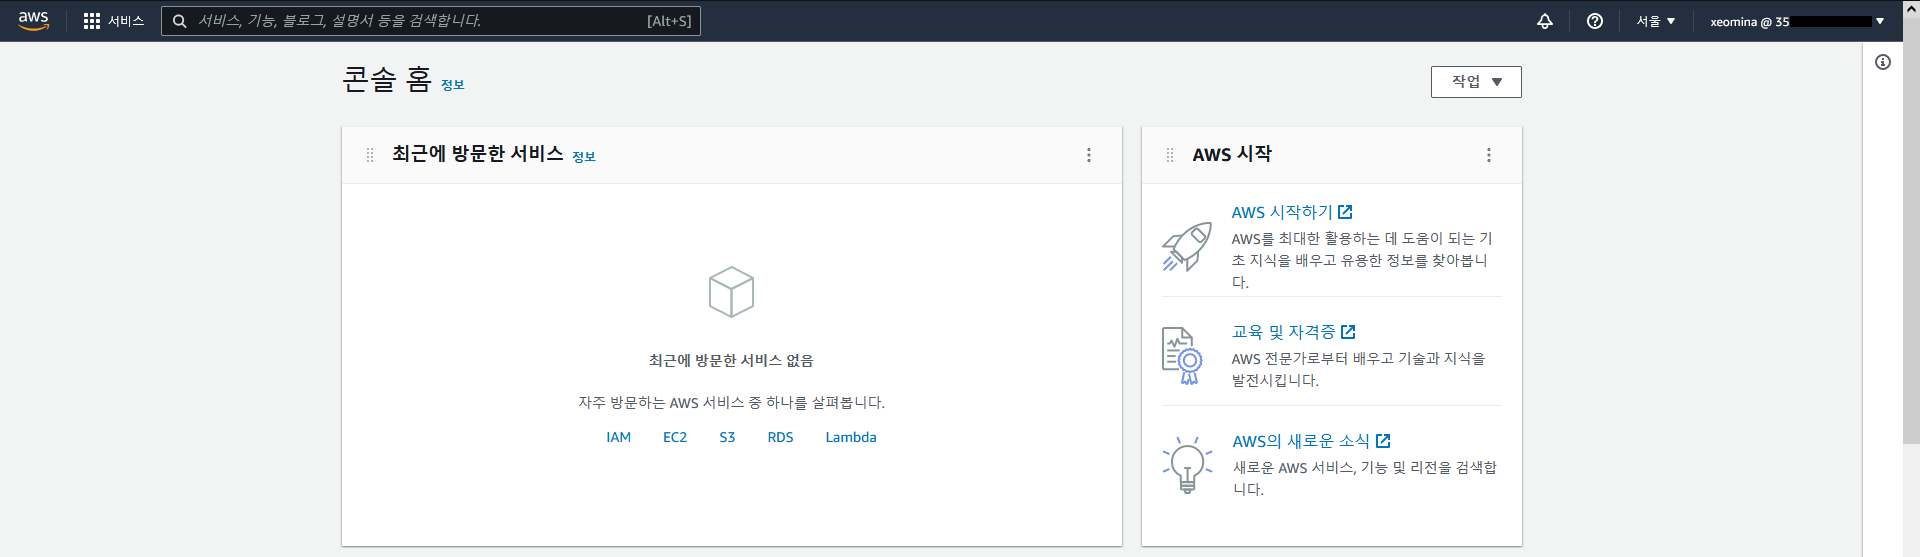 aws
서비스
서비스, 기능, 블로그, 설명서 등을 검색합니다.
[Alt+S]
서울
xeomina @ 35
콘솔 홈 정보
작업
최근에 방문한 서비스 정보
최근에 방문한 서비스 없음
자주 방문하는 AWS 서비스 중 하나를 살펴봅니다.
IAM EC2 S3 RDS Lambda
AWS 시작
AWS 시작하기
AWS를 최대한 활용하는 데 도움이 되는 기
초 지식을 배우고 유용한 정보를 찾아봅니
다.
교육 및 자격증
AWS 전문가로부터 배우고 기술과 지식을
발전시킵니다.
AWS의 새로운 소식
새로운 AWS 서비스, 기능 및 리전을 검색합
니다.